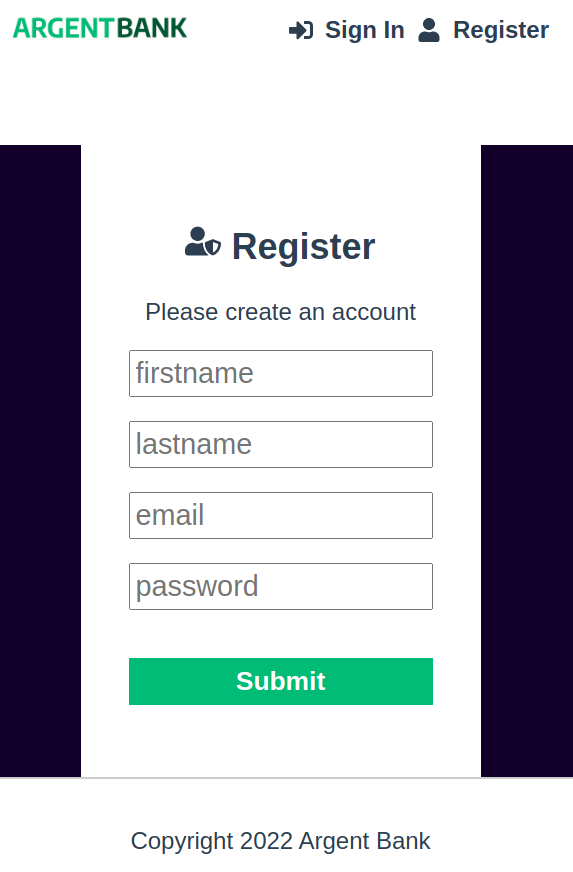 ARGENTBANK Sign In Register
Register
Please create an account
firstname
lastname
email
password
Submit
Copyright 2022 Argent Bank